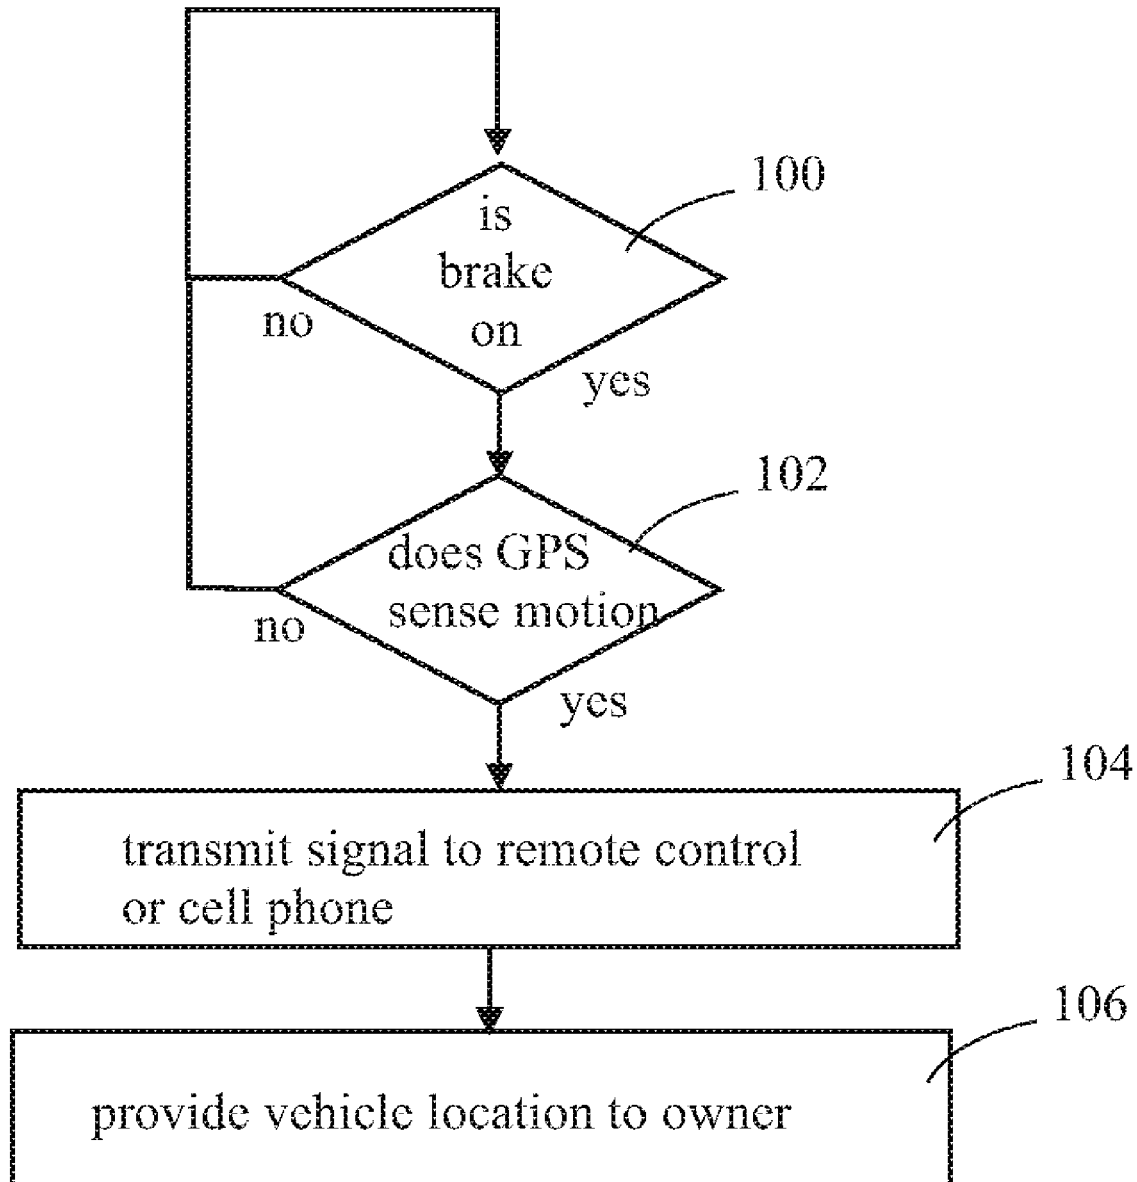 100
is
brake
on
no
yes
102
does GPS
sense motion
no
yes
104
transmit signal to remote control
or cell phone
106
provide vehicle location to owner